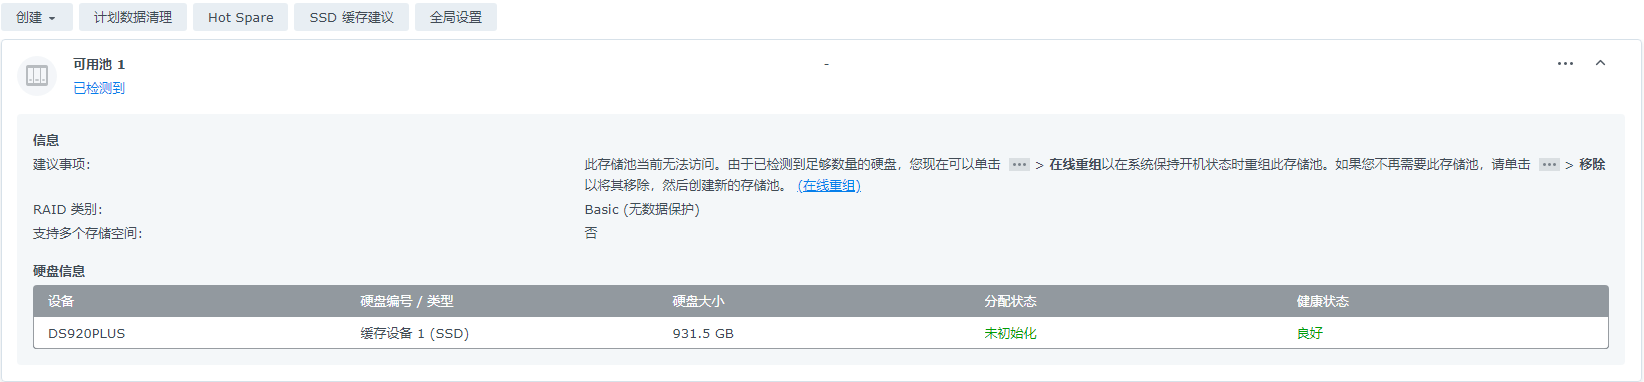 创建
计划数据清理
Hot Spare
SSD 缓存建议
全局设置
可用池 1
-
已检测到
信息
建议事项:
此存储池当前无法访问。由于已检测到足够数量的硬盘，您现在可以单击 ··· > 在线重组以在系统保持开机状态时重组此存储池。如果您不再需要此存储池，请单击 ··· > 移除
以将其移除，然后创建新的存储池。 (在线重组)
RAID 类别: Basic (无数据保护)
支持多个存储空间: 否
硬盘信息
设备 硬盘编号 / 类型 硬盘大小 分配状态 健康状态
DS920PLUS 缓存设备 1 (SSD) 931.5 GB 未初始化 良好